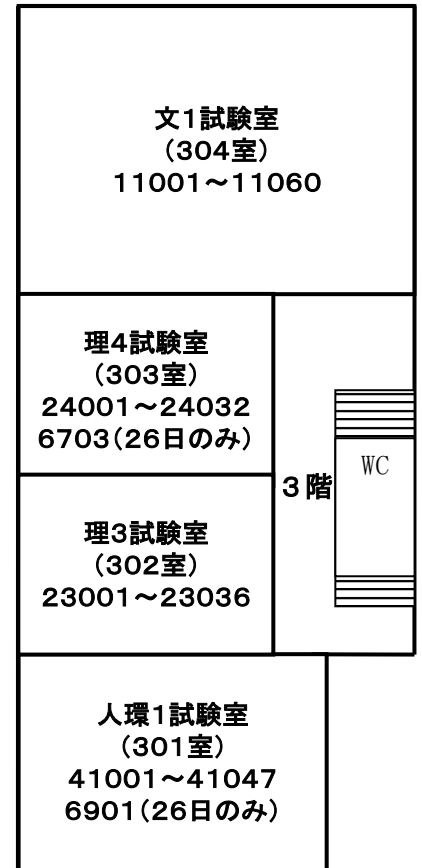 文1試験室
（304室）
11001～11060
理4試験室
（303室）
24001～24032
6703（26日のみ）
WC
３階
理3試験室
（302室）
23001～23036
人環1試験室
（301室）
41001～41047
6901（26日のみ）